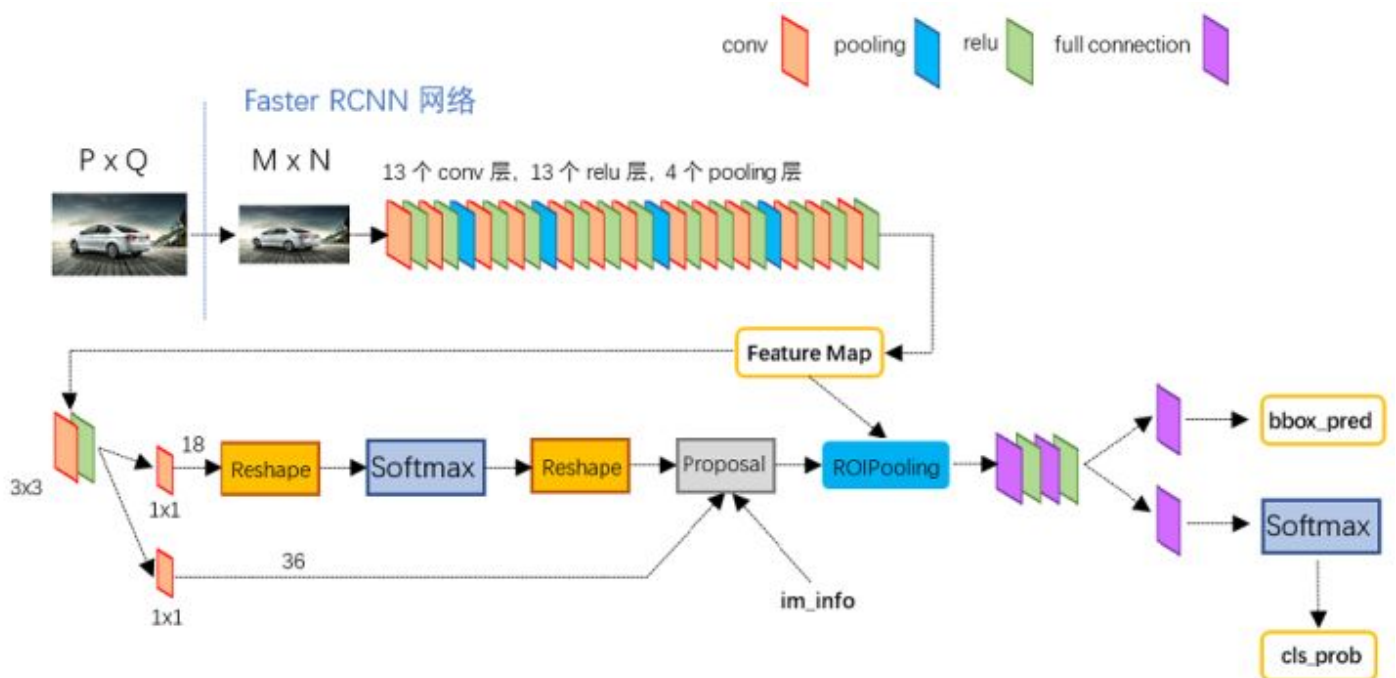 conv pooling relu full connection
Faster RCNN 网络
P x Q
M x N
13 个 conv 层, 13 个 relu 层, 4 个 pooling 层
Feature Map
3x3
18
1x1
Reshape
Softmax
Reshape
Proposal
ROIPooling
bbox_pred
Softmax
36
1x1
im_info
cls_prob